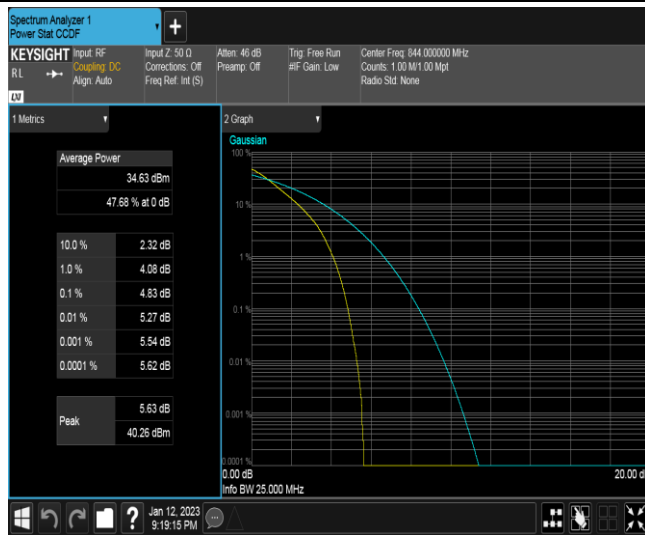 Spectrum Analyzer 1
Power Stat CCDF
+
KEYSIGHT
RL
LXI
Input: RF
Coupling: DC
Align: Auto
Input Z: 50 Ω
Corrections: Off
Freq Ref: Int (S)
Atten: 46 dB
Preamp: Off
Trig: Free Run
#IF Gain: Low
Center Freq: 844.000000 MHz
Counts: 1.00 M/1.00 Mpt
Radio Std: None
1 Metrics
Average Power
34.63 dBm
47.68 % at 0 dB
10.0 % 2.32 dB
1.0 % 4.08 dB
0.1 % 4.83 dB
0.01 % 5.27 dB
0.001 % 5.54 dB
0.0001 % 5.62 dB
Peak
5.63 dB
40.26 dBm
2 Graph
Gaussian
100 %
10 %
1 %
0.1 %
0.01 %
0.001 %
0.0001 %
0.00 dB
20.00 d
Info BW 25.000 MHz
?
Jan 12, 2023
9:19:15 PM